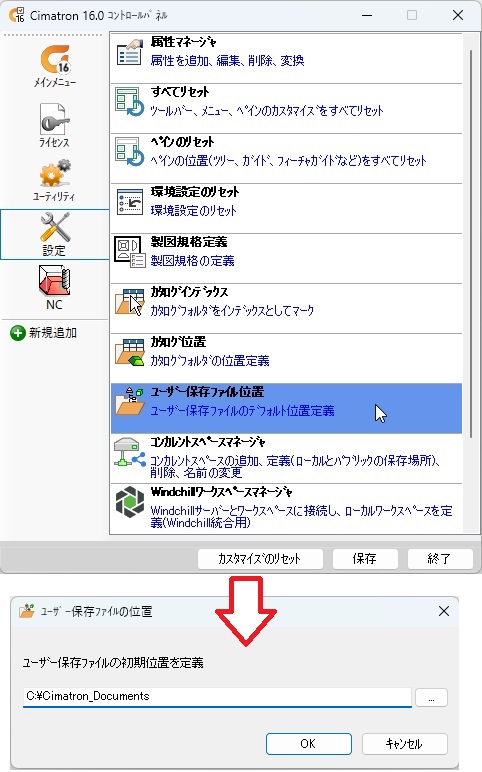 Cimatron 16.0 ｺﾝﾄﾛｰﾙﾊﾟﾈﾙ
16
ﾒｲﾝﾒﾆｭｰ
ﾗｲｾﾝｽ
ﾕｰﾃｨﾘﾃｨ
設定
NC
新規追加
属性ﾏﾈｰｼﾞｬ
属性を追加、編集、削除、変換
すべてﾘｾｯﾄ
ﾂｰﾙﾊﾞｰ、ﾒﾆｭｰ、ﾍﾟｲﾝのｶｽﾀﾏｲｽﾞをすべてﾘｾｯﾄ
ﾍﾟｲﾝのﾘｾｯﾄ
ﾍﾟｲﾝの位置(ﾂﾘｰ、ｶﾞｲﾄﾞ、ﾌｨｰﾁｬｶﾞｲﾄﾞなど)をすべてﾘｾｯﾄ
環境設定のﾘｾｯﾄ
環境設定のﾘｾｯﾄ
製図規格定義
製図規格の定義
ｶﾀﾛｸﾞｲﾝﾃﾞｯｸｽ
ｶﾀﾛｸﾞﾌｫﾙﾀﾞをｲﾝﾃﾞｯｸｽとしてﾏｰｸ
ｶﾀﾛｸﾞ位置
ｶﾀﾛｸﾞﾌｫﾙﾀﾞの位置定義
ﾕｰｻﾞｰ保存ﾌｧｲﾙ位置
ﾕｰｻﾞｰ保存ﾌｧｲﾙのﾃﾞﾌｫﾙﾄ位置定義
ｺﾝｶﾚﾝﾄｽﾍﾟｰｽﾏﾈｰｼﾞｬ
ｺﾝｶﾚﾝﾄｽﾍﾟｰｽの追加、定義(ﾛｰｶﾙとﾊﾟﾌﾞﾘｯｸの保存場所)、
削除、名前の変更
Windchillﾜｰｸｽﾍﾟｰｽﾏﾈｰｼﾞｬ
Windchillｻｰﾊﾞｰとﾜｰｸｽﾍﾟｰｽに接続し、ﾛｰｶﾙﾜｰｸｽﾍﾟｰｽを定
義(Windchill統合用)
ｶｽﾀﾏｲｽﾞのﾘｾｯﾄ
保存
終了
ﾕｰｻﾞｰ保存ﾌｧｲﾙの位置
ﾕｰｻﾞｰ保存ﾌｧｲﾙの初期位置を定義
C:¥Cimatron_Documents
...
OK
ｷｬﾝｾﾙ